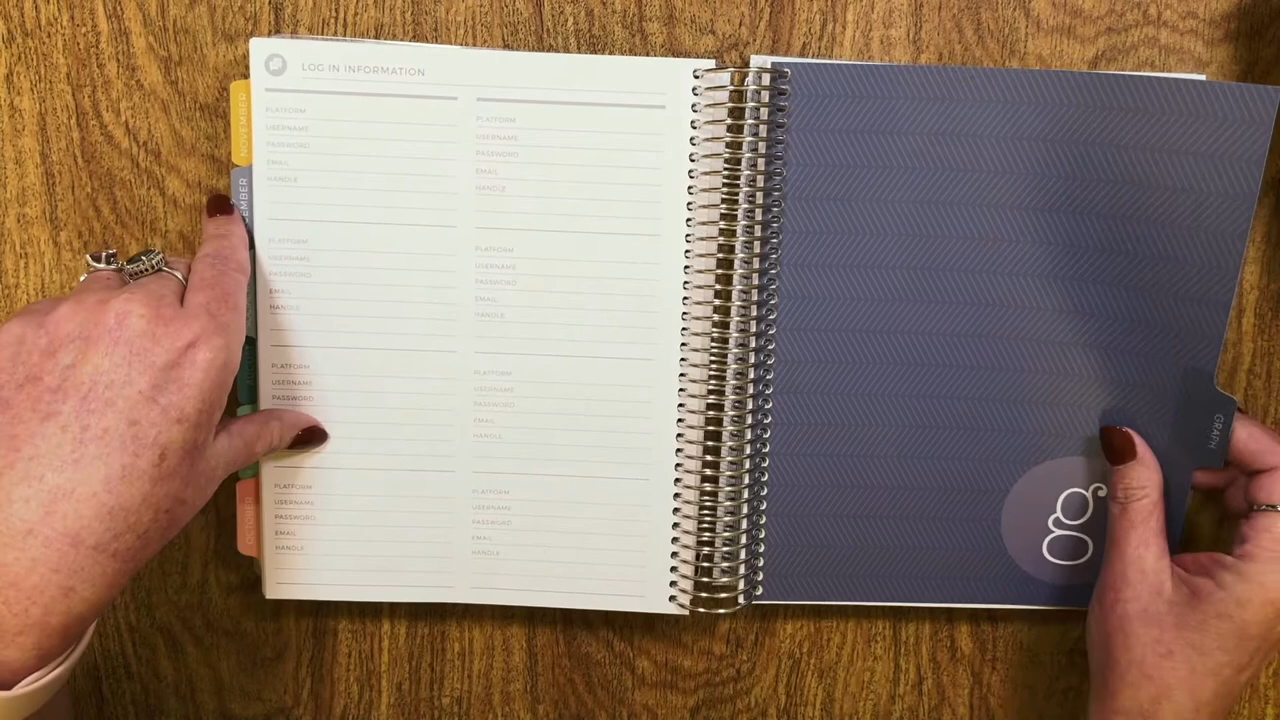 LOG IN INFORMATION
PLATFORM
USERNAME
PASSWORD
EMAIL
HANDLE
PLATFORM
USERNAME
PASSWORD
EMAIL
HANDLE
PLATFORM
USERNAME
PASSWORD
PLATFORM
USERNAME
PASSWORD
EMAIL
HANDLE
PLATFORM
USERNAME
PASSWORD
EMAIL
HANDLE
PLATFORM
USERNAME
PASSWORD
EMAIL
HANDLE
PLATFORM
USERNAME
PASSWORD
EMAIL
HANDLE
PLATFORM
USERNAME
PASSWORD
EMAIL
HANDLE
NOVEMBER
EMBER
OCTOBER
GRAPH
go